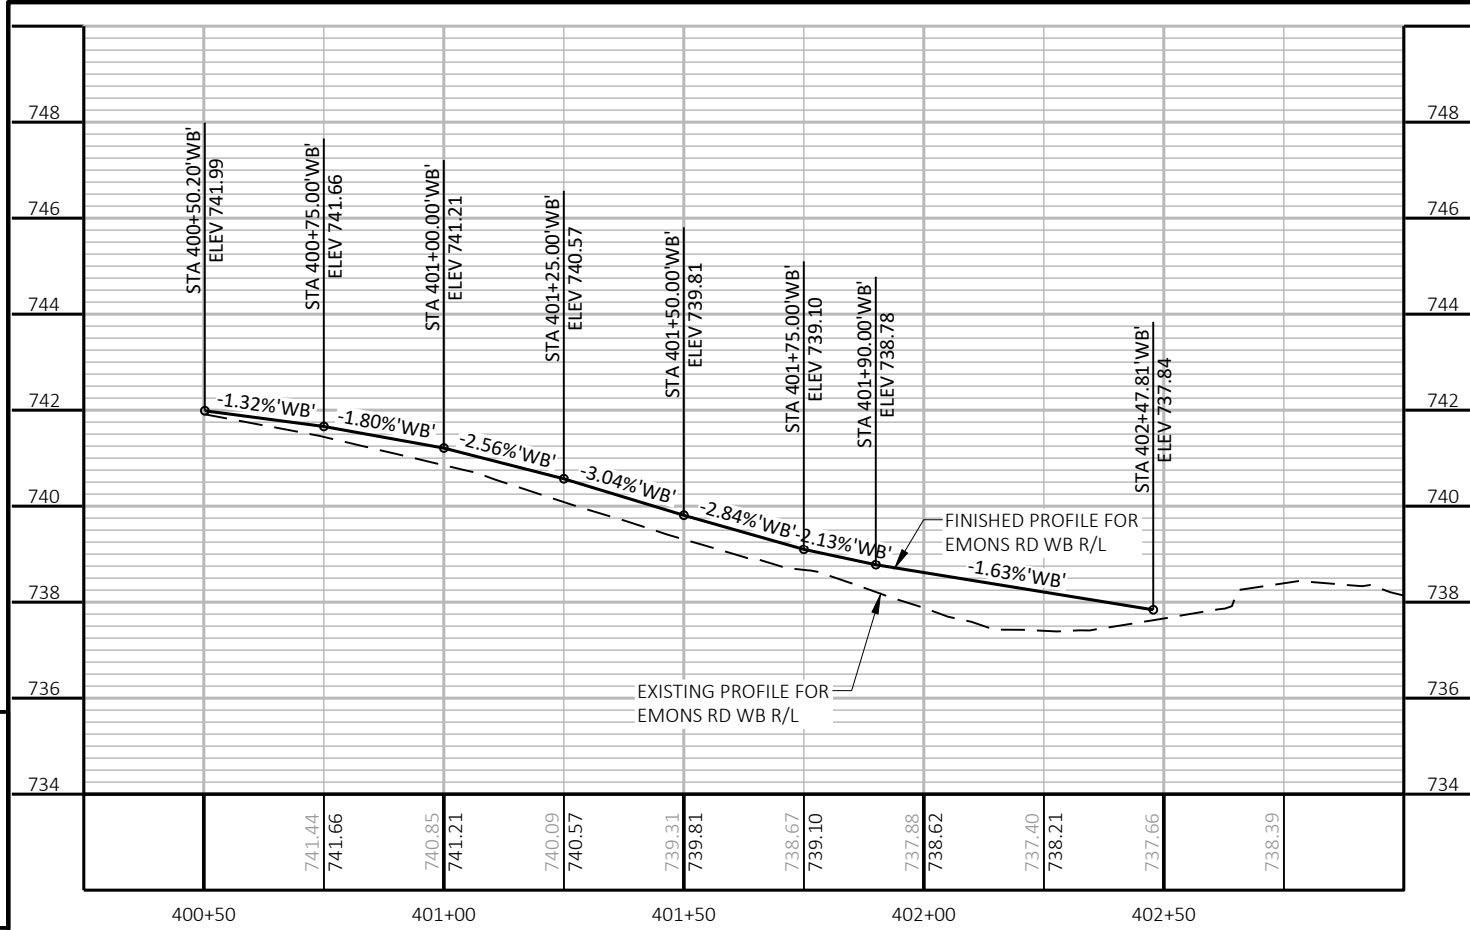 748
748
746
746
744
744
742
742
740
740
738
738
736
736
734
734
STA 400+50.20'WB'
ELEV 741.99
STA 400+75.00'WB'
ELEV 741.66
STA 401+00.00'WB'
ELEV 741.21
STA 401+25.00'WB'
ELEV 740.57
STA 401+50.00'WB'
ELEV 739.81
STA 401+75.00'WB'
ELEV 739.10
STA 401+90.00'WB'
ELEV 738.78
STA 402+47.81'WB'
ELEV 737.84
-1.32%'WB'
-1.80%'WB'
-2.56%'WB'
-3.04%'WB'
-2.84%'WB'
-2.13%'WB'
-1.63%'WB'
FINISHED PROFILE FOR
EMONS RD WB R/L
EXISTING PROFILE FOR
EMONS RD WB R/L
741.44
741.66
740.85
741.21
740.09
740.57
739.31
739.81
738.67
739.10
737.88
738.62
737.40
738.21
737.66
738.39
400+50
401+00
401+50
402+00
402+50